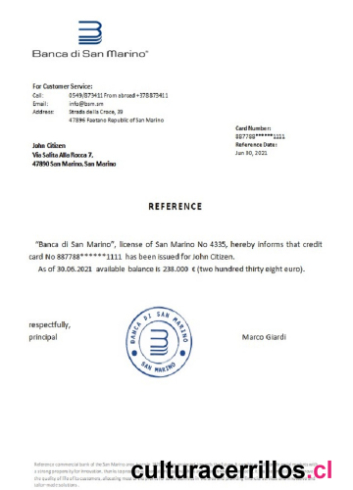 Banca di San Marino
For Customer Service:
Call: 0549/873411 From abroad +378 873411
Email: info@bsm.sm
Address: Strada della Croce, 39
47896 Faetano Republic of San Marino
Card Number:
887788******1111
Reference Date:
Jun 30, 2021
John Citizen
Via Salita Alla Rocca 7,
47890 San Marino, San Marino
REFERENCE
"Banca di San Marino", license of San Marino No 4335, hereby informs that credit
card No 887788******1111 has been issued for John Citizen.
As of 30.06.2021 available balance is 238.000 € (two hundred thirty eight euro).
respectfully,
principal
BANCA DI SAN MARINO
SAN MARINO
Marco Giardi
culturacerrillos.cl